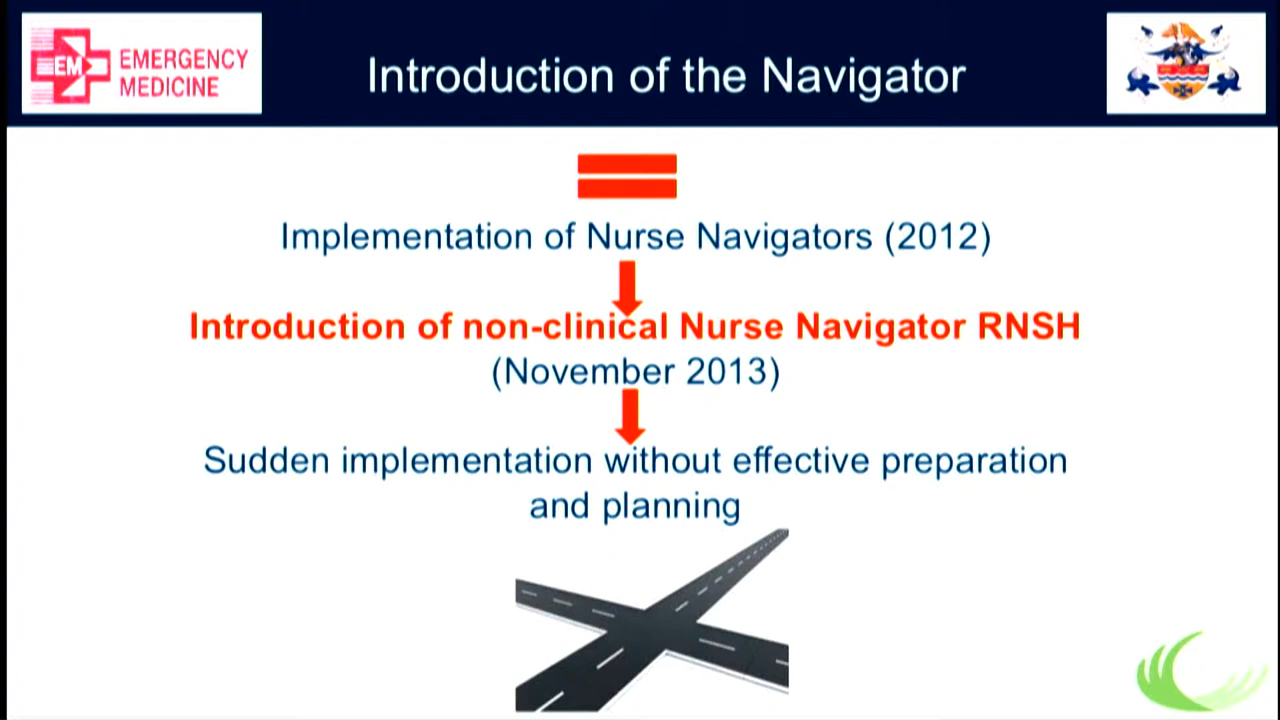 EM
EMERGENCY
MEDICINE
Introduction of the Navigator
Implementation of Nurse Navigators (2012)
Introduction of non-clinical Nurse Navigator RNSH
(November 2013)
Sudden implementation without effective preparation
and planning